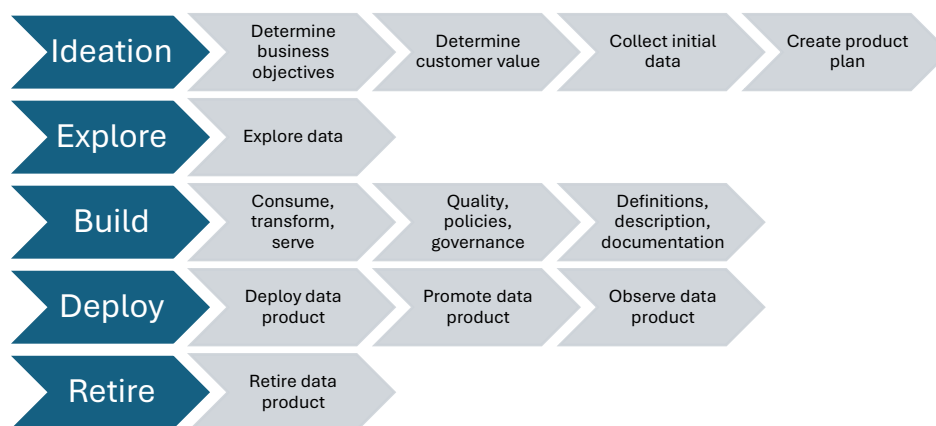 Ideation
Determine
business
objectives
Determine
customer value
Collect initial
data
Create product
plan
Explore
Explore data
Build
Consume,
transform,
serve
Quality,
policies,
governance
Definitions,
description,
documentation
Deploy
Deploy data
product
Promote data
product
Observe data
product
Retire
Retire data
product